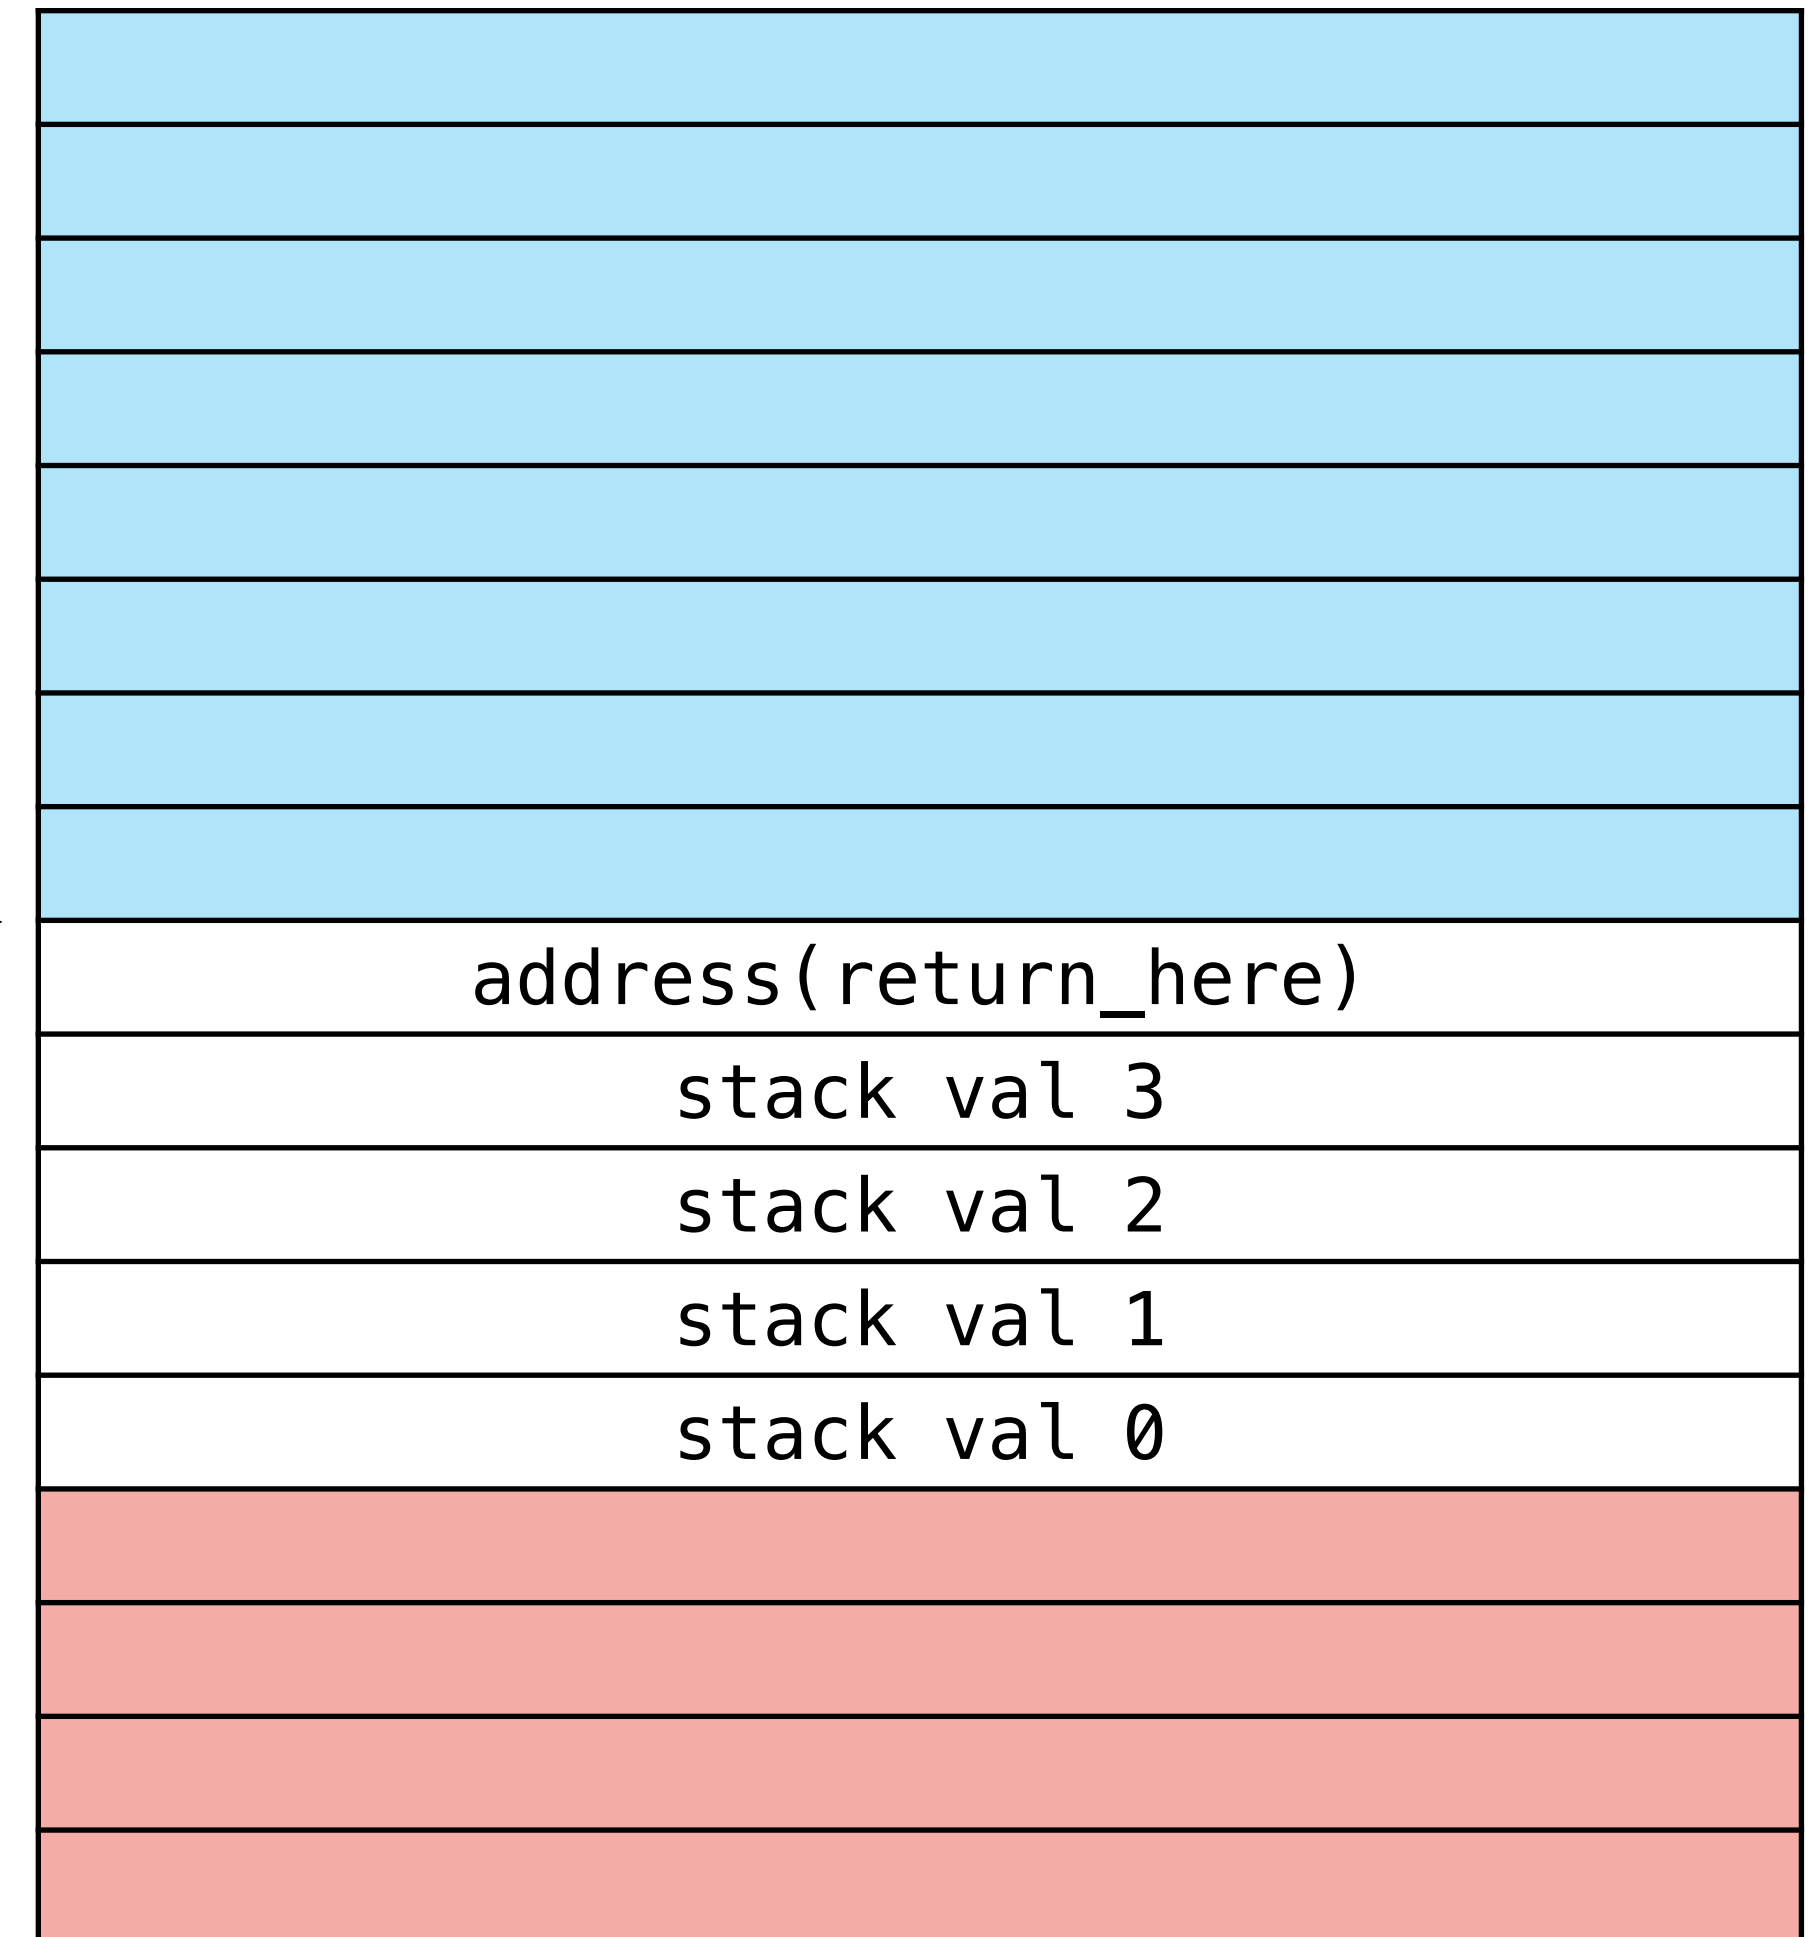 address(return_here)
stack val 3
stack val 2
stack val 1
stack val 0